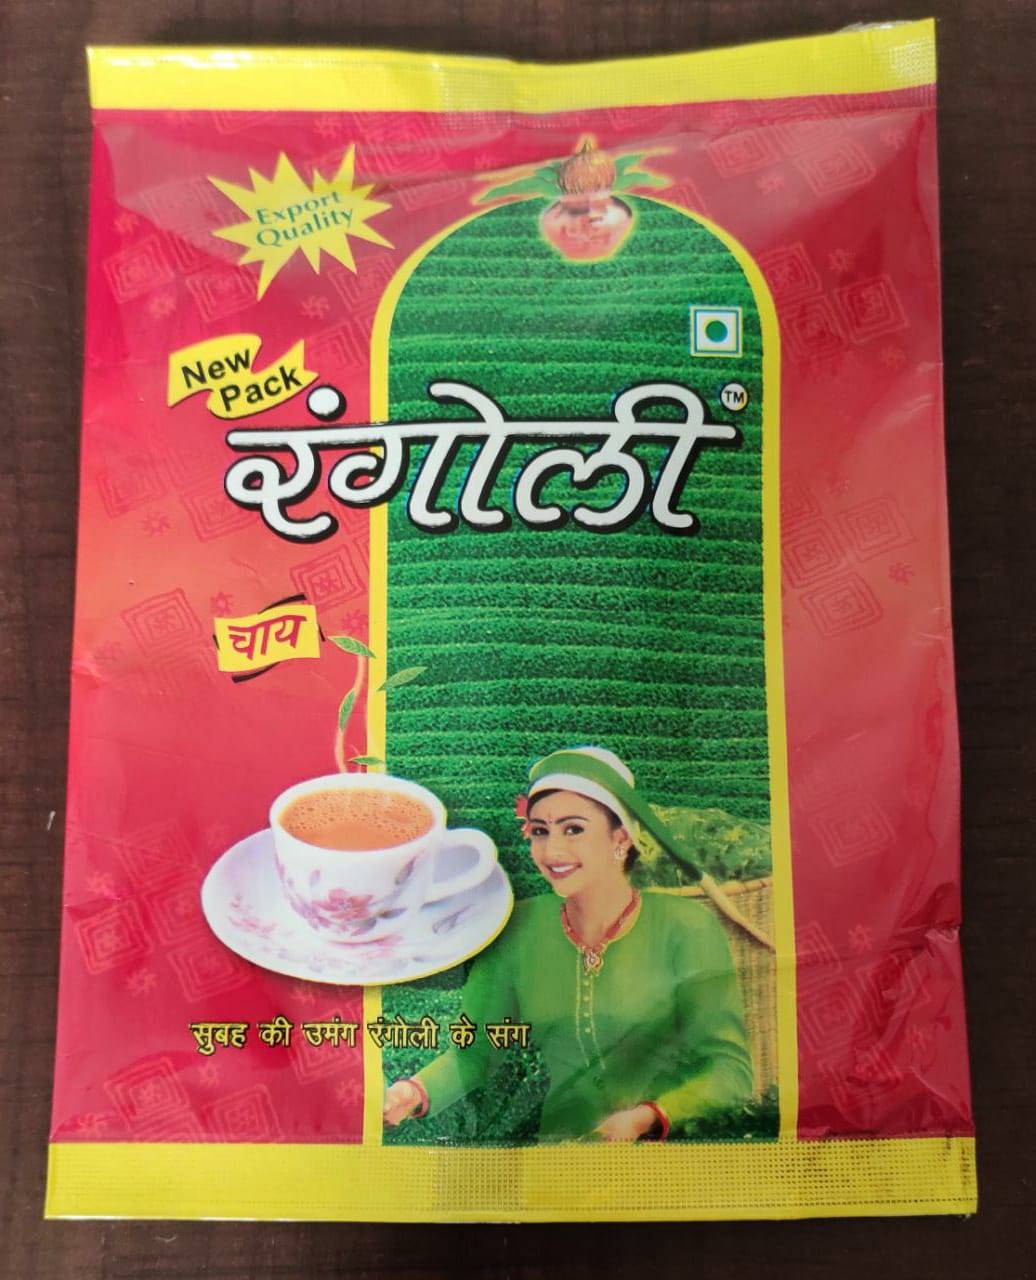 Export
Quality
New
Pack
रंगोली
TM
चाय
सुबह की उमंग रंगोली के संग